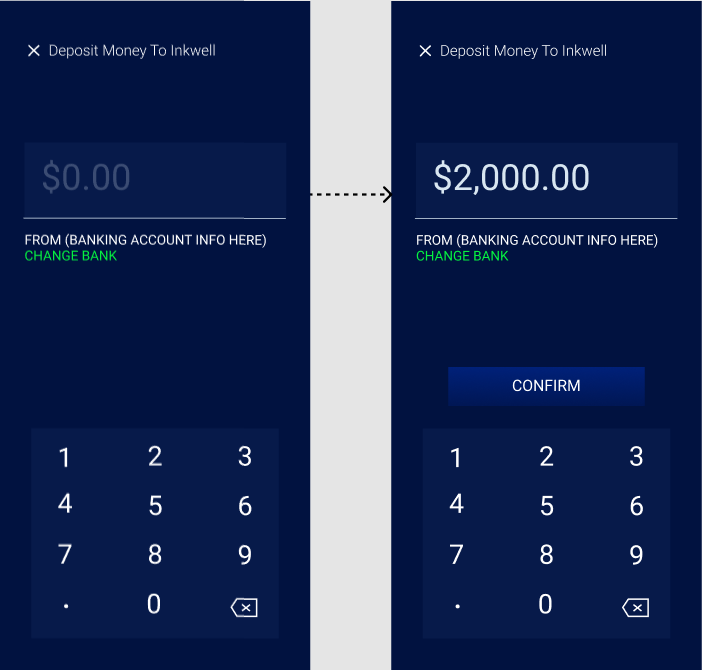 Deposit Money To Inkwell
$0.00
FROM (BANKING ACCOUNT INFO HERE)
CHANGE BANK
1 2 3
4 5 6
7 8 9
. 0
Deposit Money To Inkwell
$2,000.00
FROM (BANKING ACCOUNT INFO HERE)
CHANGE BANK
CONFIRM
1 2 3
4 5 6
7 8 9
. 0